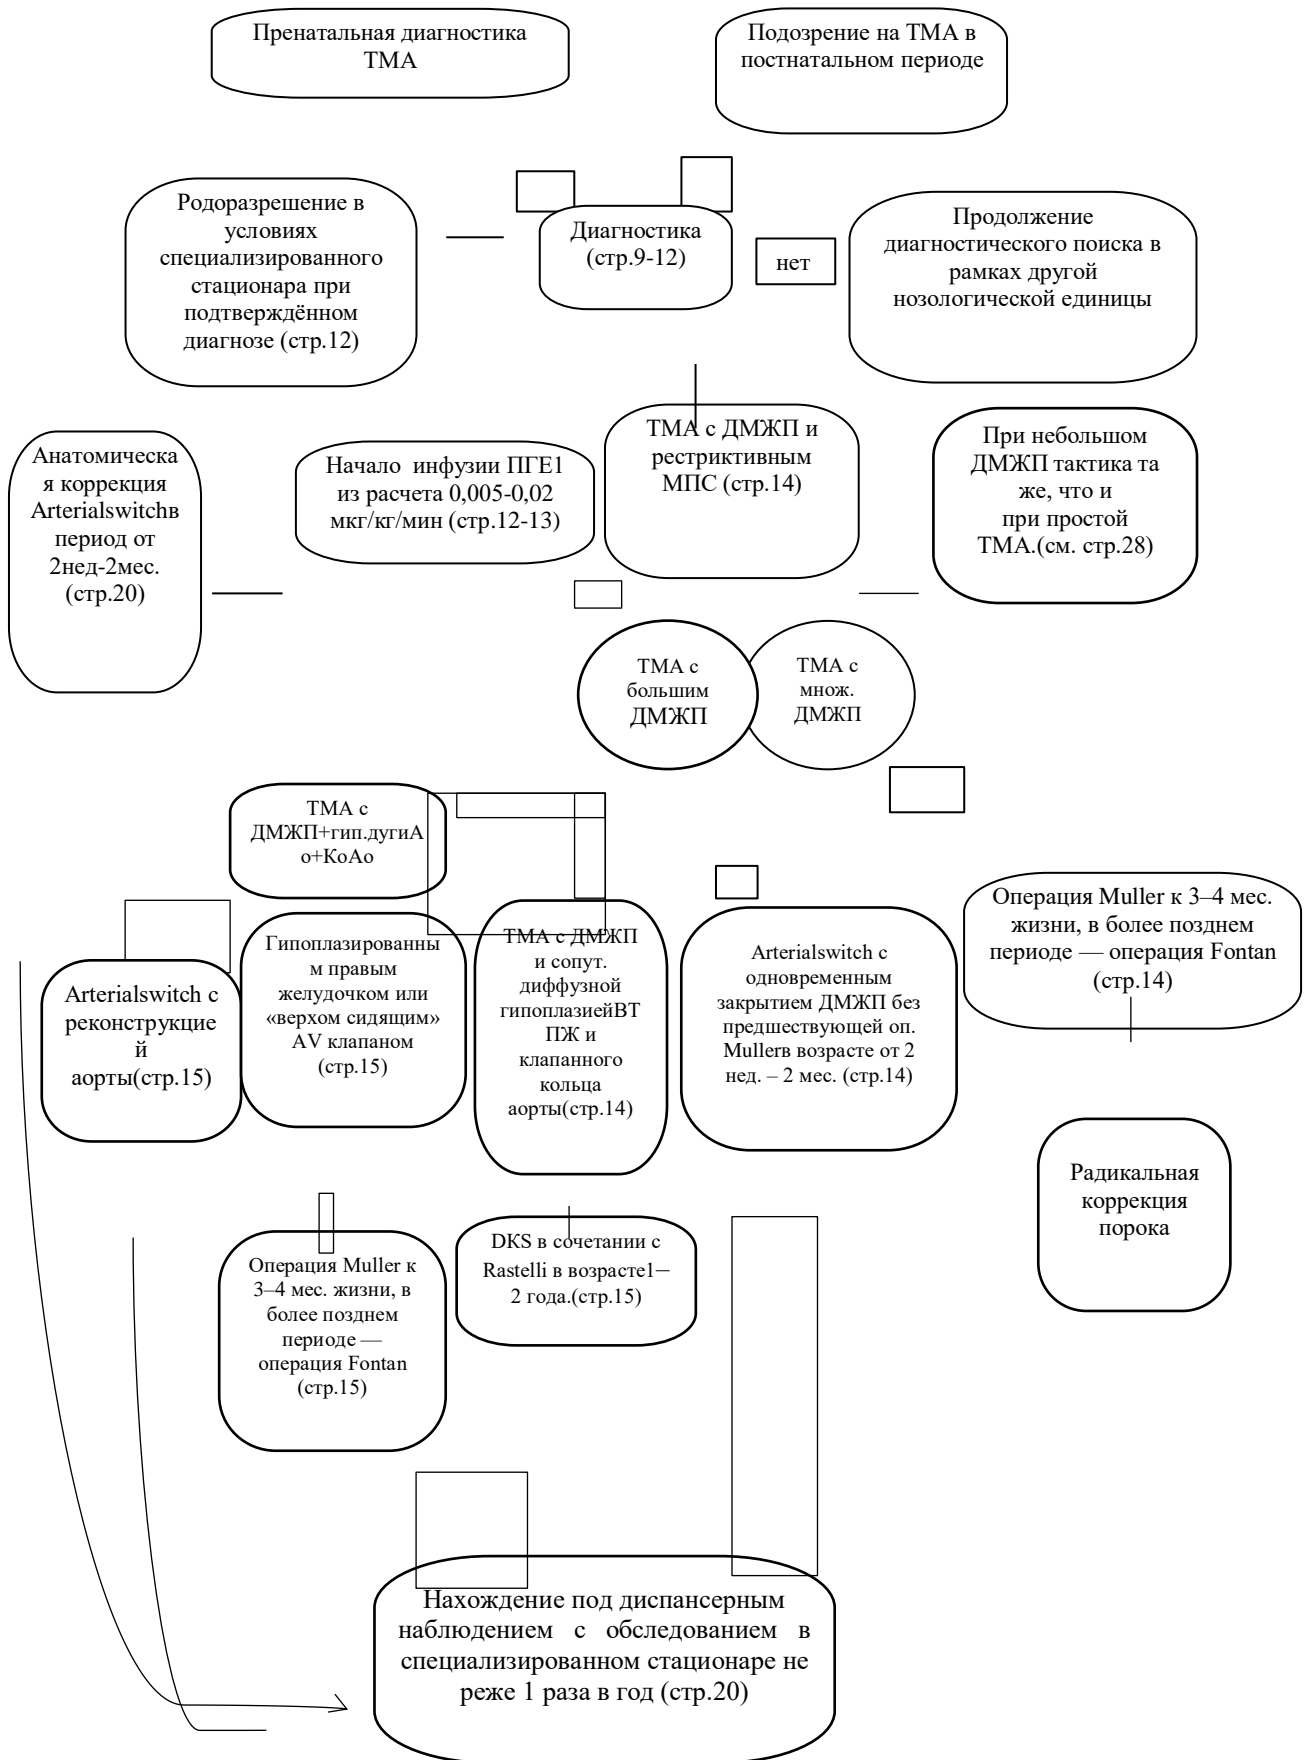 Пренатальная диагностика
ТМА
Подозрение на ТМА в
постнатальном периоде
Родоразрешение в
условиях
специализированного
стационара при
подтверждённом
диагнозе (стр.12)
Диагностика
(стр.9-12)
нет
Продолжение
диагностического поиска в
рамках другой
нозологической единицы
Анатомическа
я коррекция
Arterialswitchв
период от
2нед-2мес.
(стр.20)
Начало инфузии ПГЕ1
из расчета 0,005-0,02
мкг/кг/мин (стр.12-13)
ТМА с ДМЖП и
рестриктивным
МПС (стр.14)
При небольшом
ДМЖП тактика та
же, что и
при простой
ТМА.(см. стр.28)
ТМА с
большим
ДМЖП
ТМА с
множ.
ДМЖП
ТМА с
ДМЖП+гип.дугиА
о+КоАо
Arterialswitch с
реконструкцие
й
аорты(стр.15)
Гипоплазированны
м правым
желудочком или
«верхом сидящим»
AV клапаном
(стр.15)
ТМА с ДМЖП
и сопут.
диффузной
гипоплазиейВТ
ПЖ и
клапанного
кольца
аорты(стр.14)
Arterialswitch с
одновременным
закрытием ДМЖП без
предшествующей оп.
Mullerв возрасте от 2
нед. – 2 мес. (стр.14)
Операция Muller к 3–4 мес.
жизни, в более позднем
периоде — операция Fontan
(стр.14)
Радикальная
коррекция
порока
Операция Muller к
3–4 мес. жизни, в
более позднем
периоде —
операция Fontan
(стр.15)
DKS в сочетании с
Rastelli в возрасте1–
2 года.(стр.15)
Нахождение под диспансерным
наблюдением с обследованием в
специализированном стационаре не
реже 1 раза в год (стр.20)